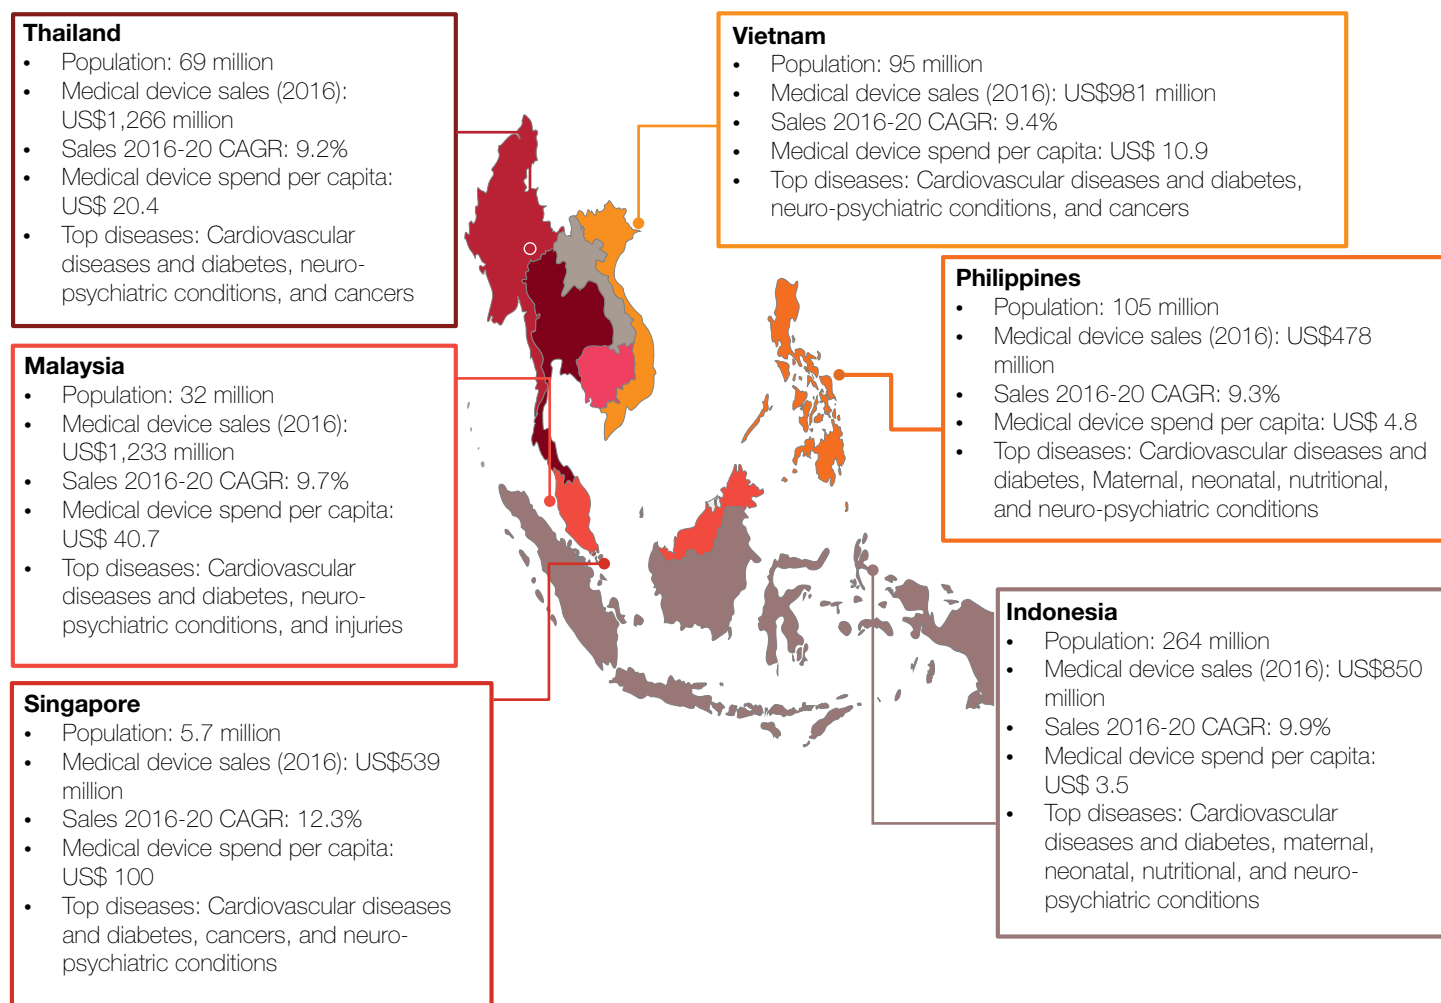 Thailand
• Population: 69 million
• Medical device sales (2016):
US$1,266 million
• Sales 2016-20 CAGR: 9.2%
• Medical device spend per capita:
US$ 20.4
• Top diseases: Cardiovascular
diseases and diabetes, neuro-
psychiatric conditions, and cancers
Malaysia
• Population: 32 million
• Medical device sales (2016):
US$1,233 million
• Sales 2016-20 CAGR: 9.7%
• Medical device spend per capita:
US$ 40.7
• Top diseases: Cardiovascular
diseases and diabetes, neuro-
psychiatric conditions, and injuries
Singapore
• Population: 5.7 million
• Medical device sales (2016): US$539
million
• Sales 2016-20 CAGR: 12.3%
• Medical device spend per capita:
US$ 100
• Top diseases: Cardiovascular diseases
and diabetes, cancers, and neuro-
psychiatric conditions
Vietnam
• Population: 95 million
• Medical device sales (2016): US$981 million
• Sales 2016-20 CAGR: 9.4%
• Medical device spend per capita: US$ 10.9
• Top diseases: Cardiovascular diseases and diabetes,
neuro-psychiatric conditions, and cancers
Philippines
• Population: 105 million
• Medical device sales (2016): US$478
million
• Sales 2016-20 CAGR: 9.3%
• Medical device spend per capita: US$ 4.8
• Top diseases: Cardiovascular diseases and
diabetes, Maternal, neonatal, nutritional,
and neuro-psychiatric conditions
Indonesia
• Population: 264 million
• Medical device sales (2016): US$850
million
• Sales 2016-20 CAGR: 9.9%
• Medical device spend per capita:
US$ 3.5
• Top diseases: Cardiovascular
diseases and diabetes, maternal,
neonatal, nutritional, and neuro-
psychiatric conditions